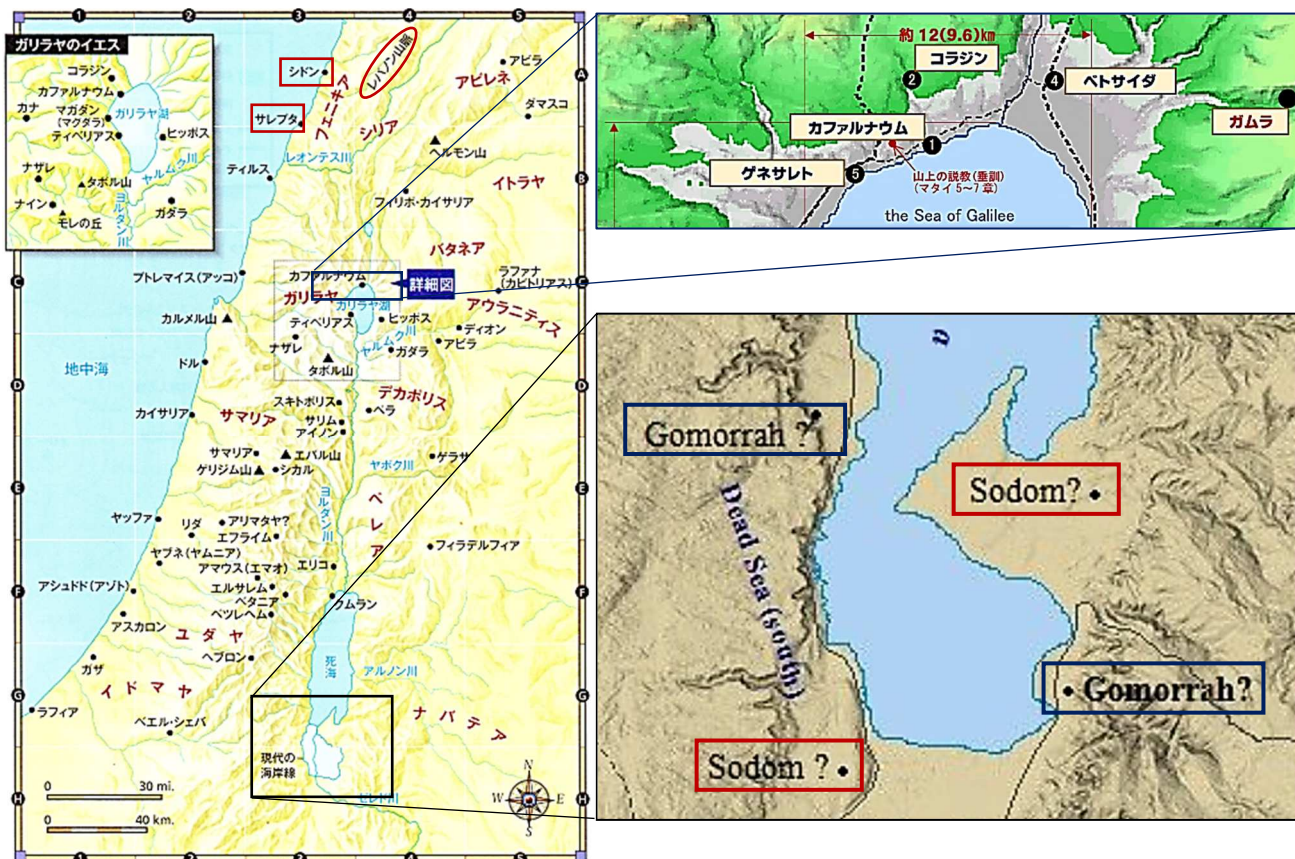 1
2
3
4
5
ガリラヤのイエス
コラジン
カファルナウム
ガリラヤ湖
カナ
マガダン
(マグダラ)
ティベリアス
ヒッポス
ナザレ
タボル山
ヤルムク川
ナイン
モレの丘
ヨルダン川
ガダラ
シドン
レバノン山脈
アビラ
アビレネ
サレプタ
フェニキア
ダマスコ
シリア
ヘルモン山
レオンテス川
ティルス
イトラヤ
フィリポ・カイサリア
バタネア
プトレマイス(アッコ)
カファルナウム
詳細図
ラファナ
(カピトリアス)
ガリラヤ
ガリラヤ湖
アウラニティス
カルメル山
ティベリアス
ヒッポス
ディオン
ナザレ
ヤルムク川
アビラ
ガダラ
ドル
タボル山
地中海
デカポリス
スキトポリス
ペラ
カイサリア
サマリア
サリム
アイノン
サマリア
エバル山
ゲラサ
ゲリジム山
シカル
ヤボク川
ヨルダン川
ペレア
ヤッファ
リダ
アリマタヤ?
エフライム
フィラデルフィア
ヤブネ(ヤムニア)
アマウス(エマオ)
エリコ
アシュドド(アゾト)
エルサレム
ベタニア
クムラン
ベツレヘム
アスカロン
ユダヤ
死海
アルノン川
ガザ
ヘブロン
イドマヤ
ナバテア
ラフィア
ベエル・シェバ
現代の
海岸線
ゼレド川
0 30 mi.
0 40 km.
N
W E
S
A
B
C
D
E
F
G
H
1
2
3
4
5
約12(9.6)km
コラジン
2
4
ベトサイダ
ガムラ
カファルナウム
1
ゲネサレト
5
山上の説教(垂訓)
(マタイ 5~7 章)
the Sea of Galilee
Gomorrah ?
Sodom?
Dead Sea (south)
Gomorrah?
Sodom ?